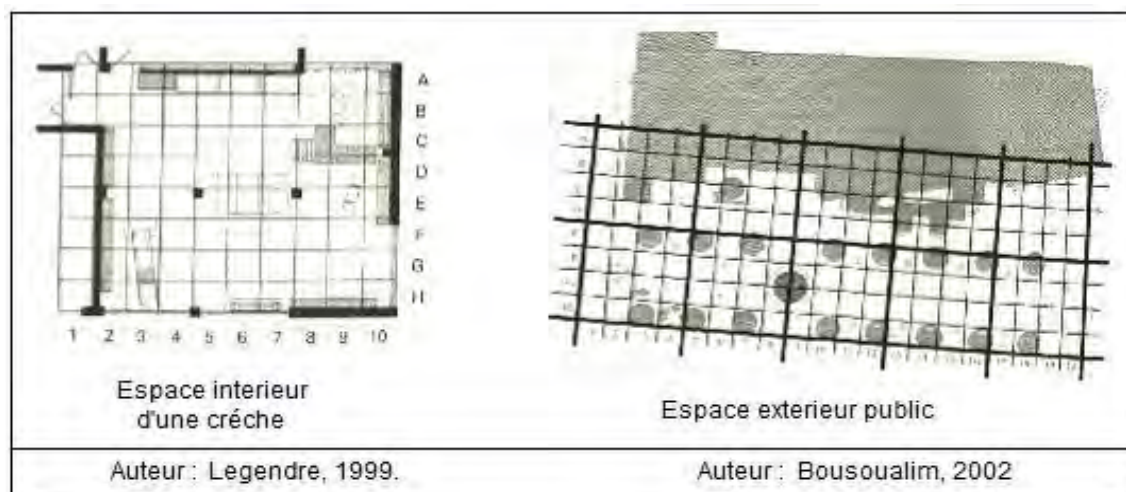 A
B
C
D
E
F
G
H
1 2 3 4 5 6 7 8 9 10
Espace interieur
d'une créche
Espace exterieur public
Auteur : Legendre, 1999.
Auteur : Bousoualim, 2002